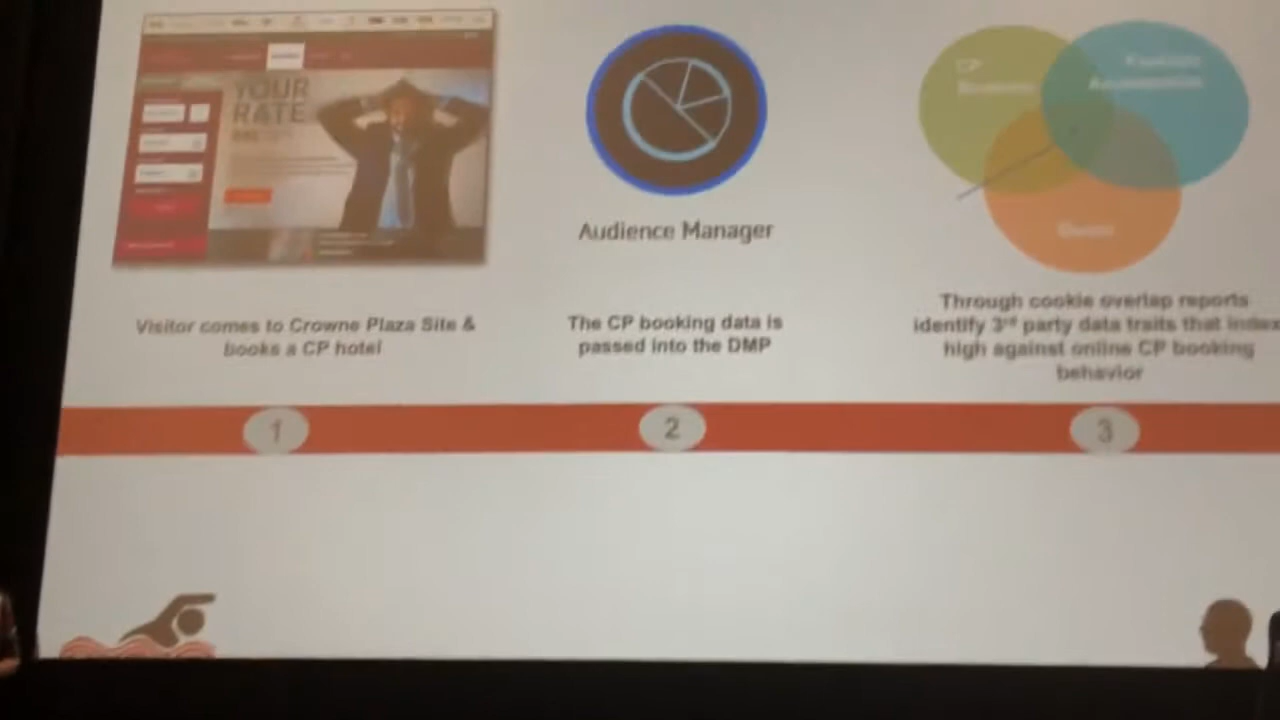 YOUR
RATE
CP
Audience Manager
Visitor comes to Crowne Plaza Site &
books a CP hotel
The CP booking data is
passed into the DMP
Through cookie overlap reports
identify 3rd party data traits that index
high against online CP booking
behavior
1
2
3